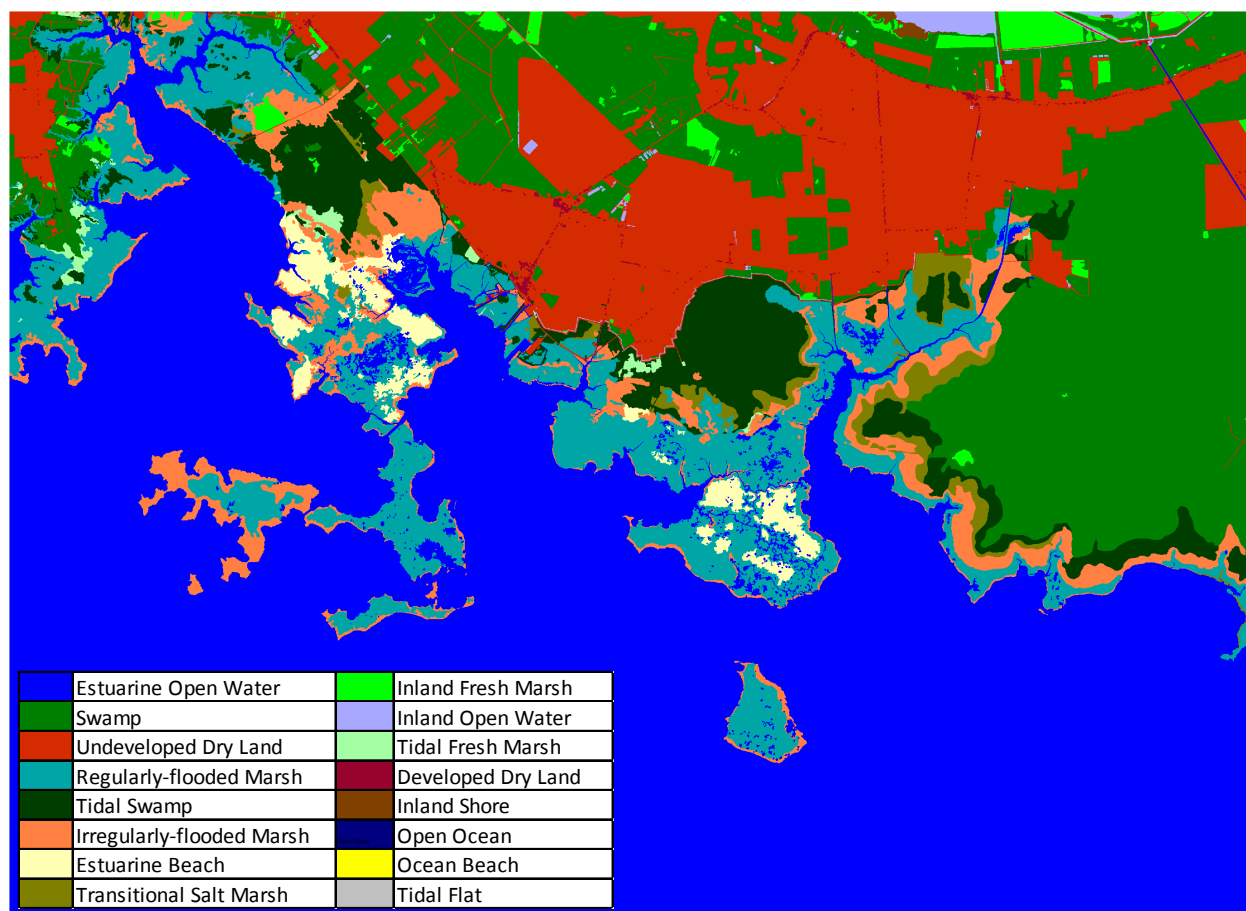 Estuarine Open Water Inland Fresh Marsh
Swamp Inland Open Water
Undeveloped Dry Land Tidal Fresh Marsh
Regularly-flooded Marsh Developed Dry Land
Tidal Swamp Inland Shore
Irregularly-flooded Marsh Open Ocean
Estuarine Beach Ocean Beach
Transitional Salt Marsh Tidal Flat